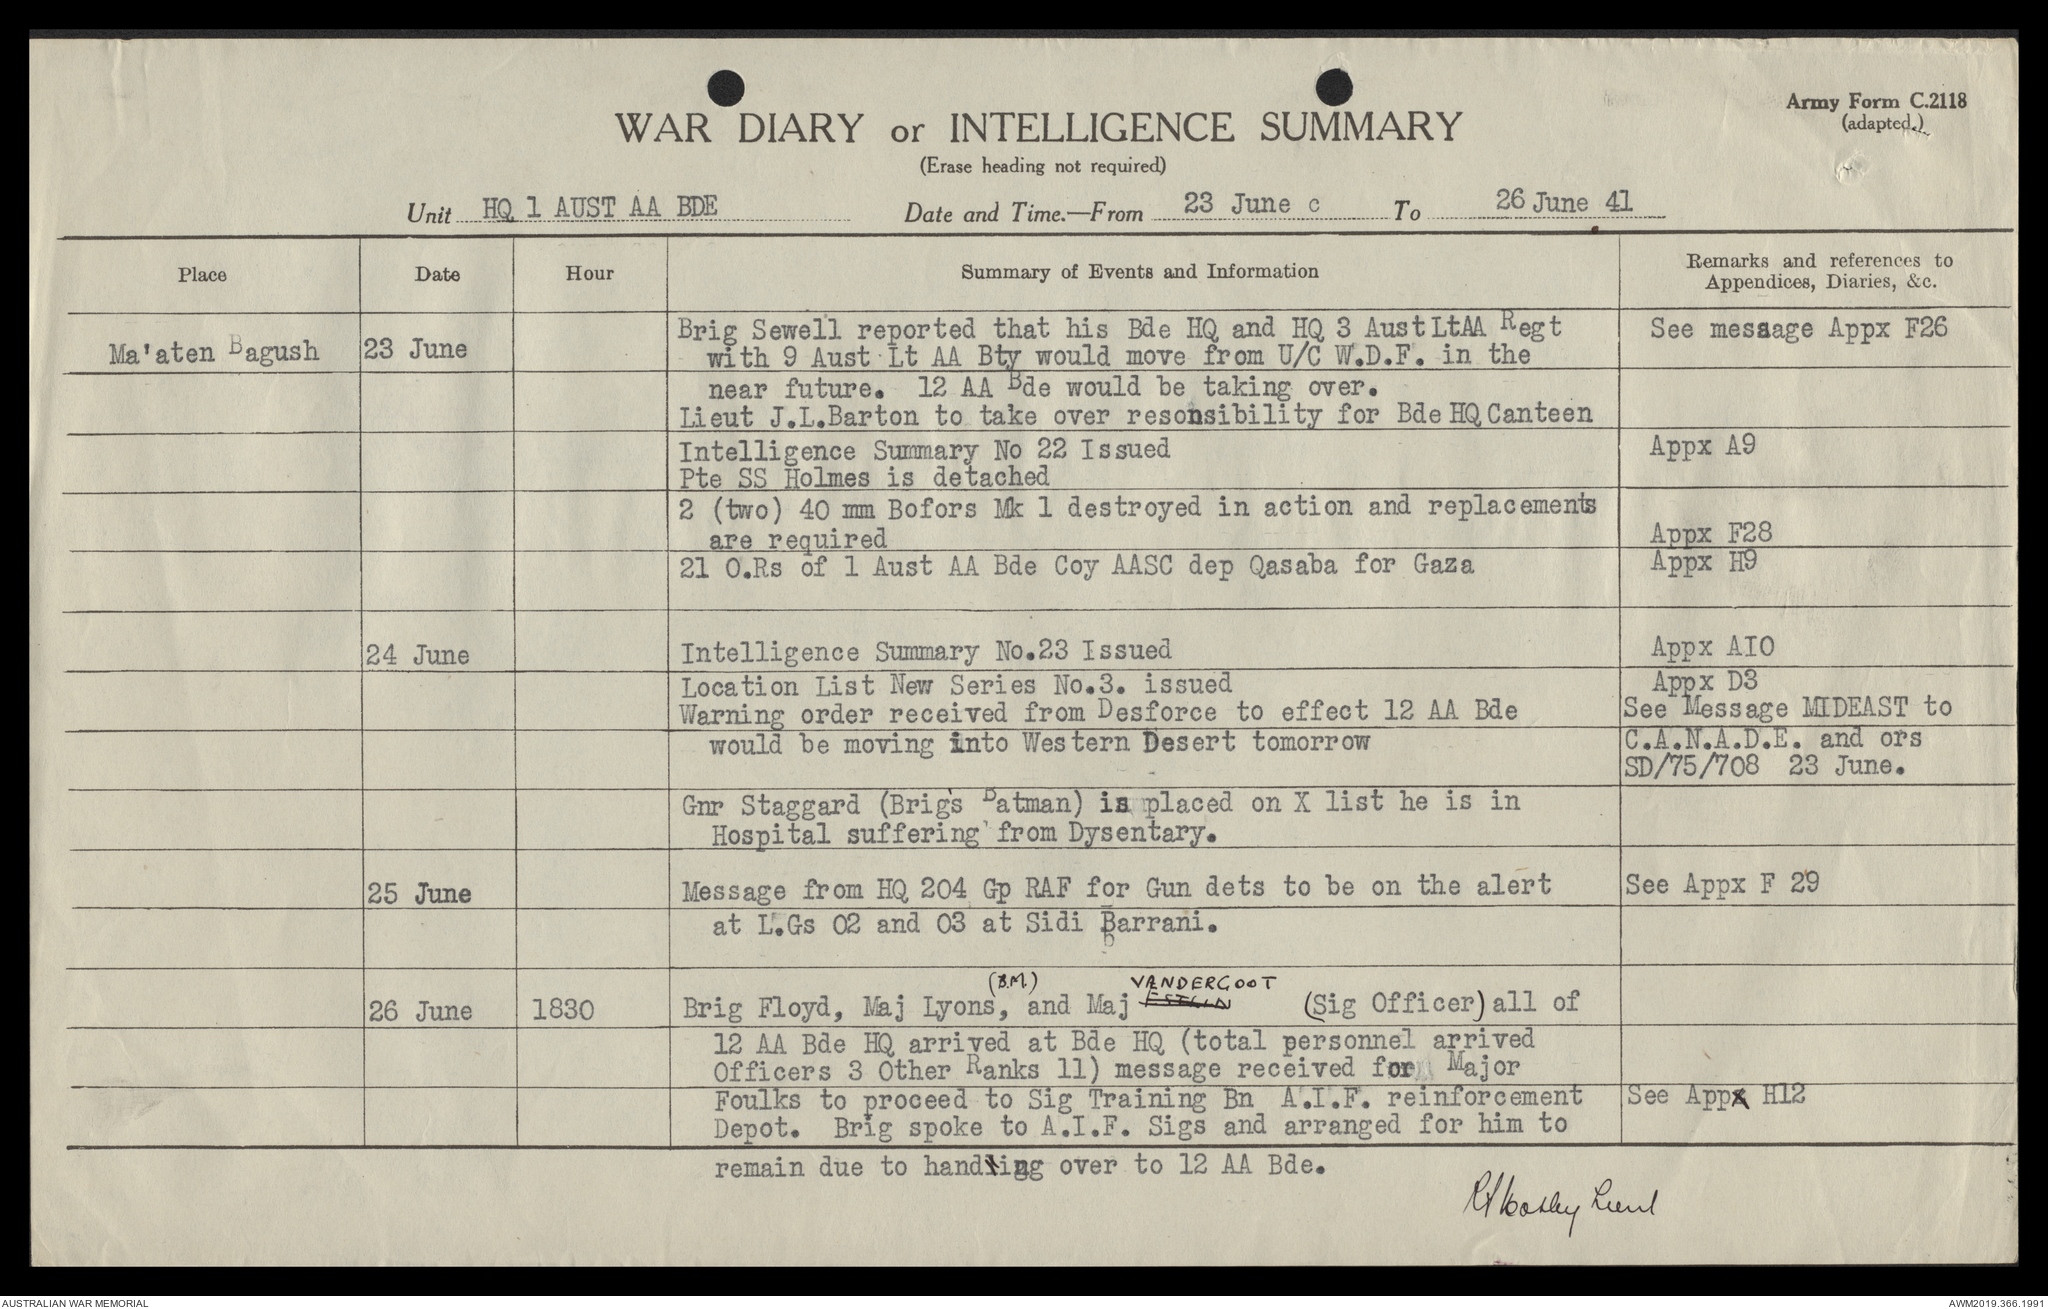 Army Form C.2118
(adapted.)
WAR DIARY or INTELLIGENCE SUMMARY
(Erase heading not required)
Unit HQ 1 AUST AA BDE Date and Time.—From 23 June c To 26 June 41
Place Date Hour Summary of Events and Information Remarks and references to
Appendices, Diaries, &c.
Ma'aten Bagush 23 June Brig Sewell reported that his Bde HQ and HQ 3 Aust LtAA Regt See message Appx F26
with 9 Aust Lt AA Bty would move from U/C W.D.F. in the
near future. 12 AA Bde would be taking over.
Lieut J.L.Barton to take over resonsibility for Bde HQ Canteen
Intelligence Summary No 22 Issued Appx A9
Pte SS Holmes is detached
2 (two) 40 mm Bofors Mk 1 destroyed in action and replacements
are required Appx F28
21 O.Rs of 1 Aust AA Bde Coy AASC dep Qasaba for Gaza Appx H9
24 June Intelligence Summary No.23 Issued Appx AIO
Location List New Series No.3. issued Appx D3
Warning order received from Desforce to effect 12 AA Bde See Message MIDEAST to
would be moving into Western Desert tomorrow C.A.N.A.D.E. and ors
SD/75/708 23 June.
Gnr Staggard (Brig's Batman) is placed on X list he is in
Hospital suffering from Dysentary.
25 June Message from HQ 204 Gp RAF for Gun dets to be on the alert See Appx F 29
at L.Gs 02 and 03 at Sidi Barrani.
(B.M.) VANDERGOOT
26 June 1830 Brig Floyd, Maj Lyons, and Maj (Sig Officer) all of
12 AA Bde HQ arrived at Bde HQ (total personnel arrived
Officers 3 Other Ranks 11) message received for Major
Foulks to proceed to Sig Training Bn A.I.F. reinforcement See Appx H12
Depot. Brig spoke to A.I.F. Sigs and arranged for him to
remain due to handing over to 12 AA Bde.
Lieut
AUSTRALIAN WAR MEMORIAL AWM2019.366.1991